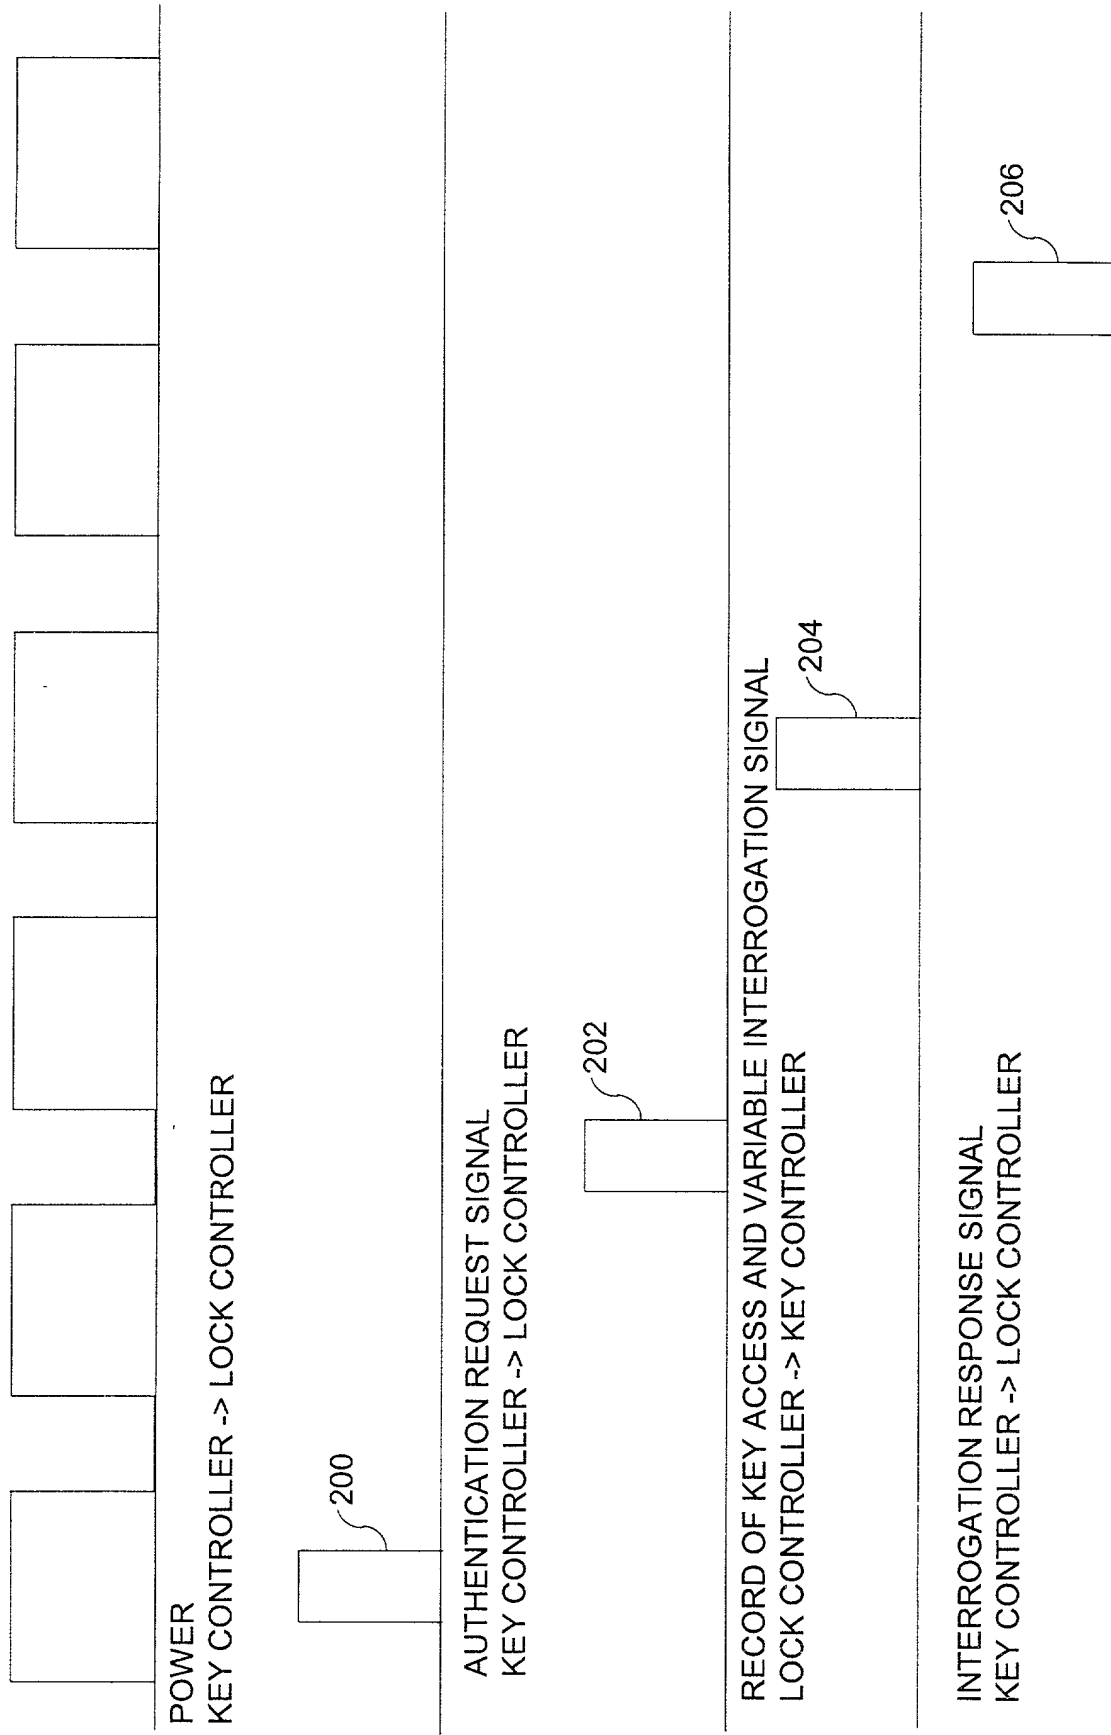 POWER
KEY CONTROLLER -> LOCK CONTROLLER
200
AUTHENTICATION REQUEST SIGNAL
KEY CONTROLLER -> LOCK CONTROLLER
202
RECORD OF KEY ACCESS AND VARIABLE INTERROGATION SIGNAL
LOCK CONTROLLER -> KEY CONTROLLER
204
INTERROGATION RESPONSE SIGNAL
KEY CONTROLLER -> LOCK CONTROLLER
206